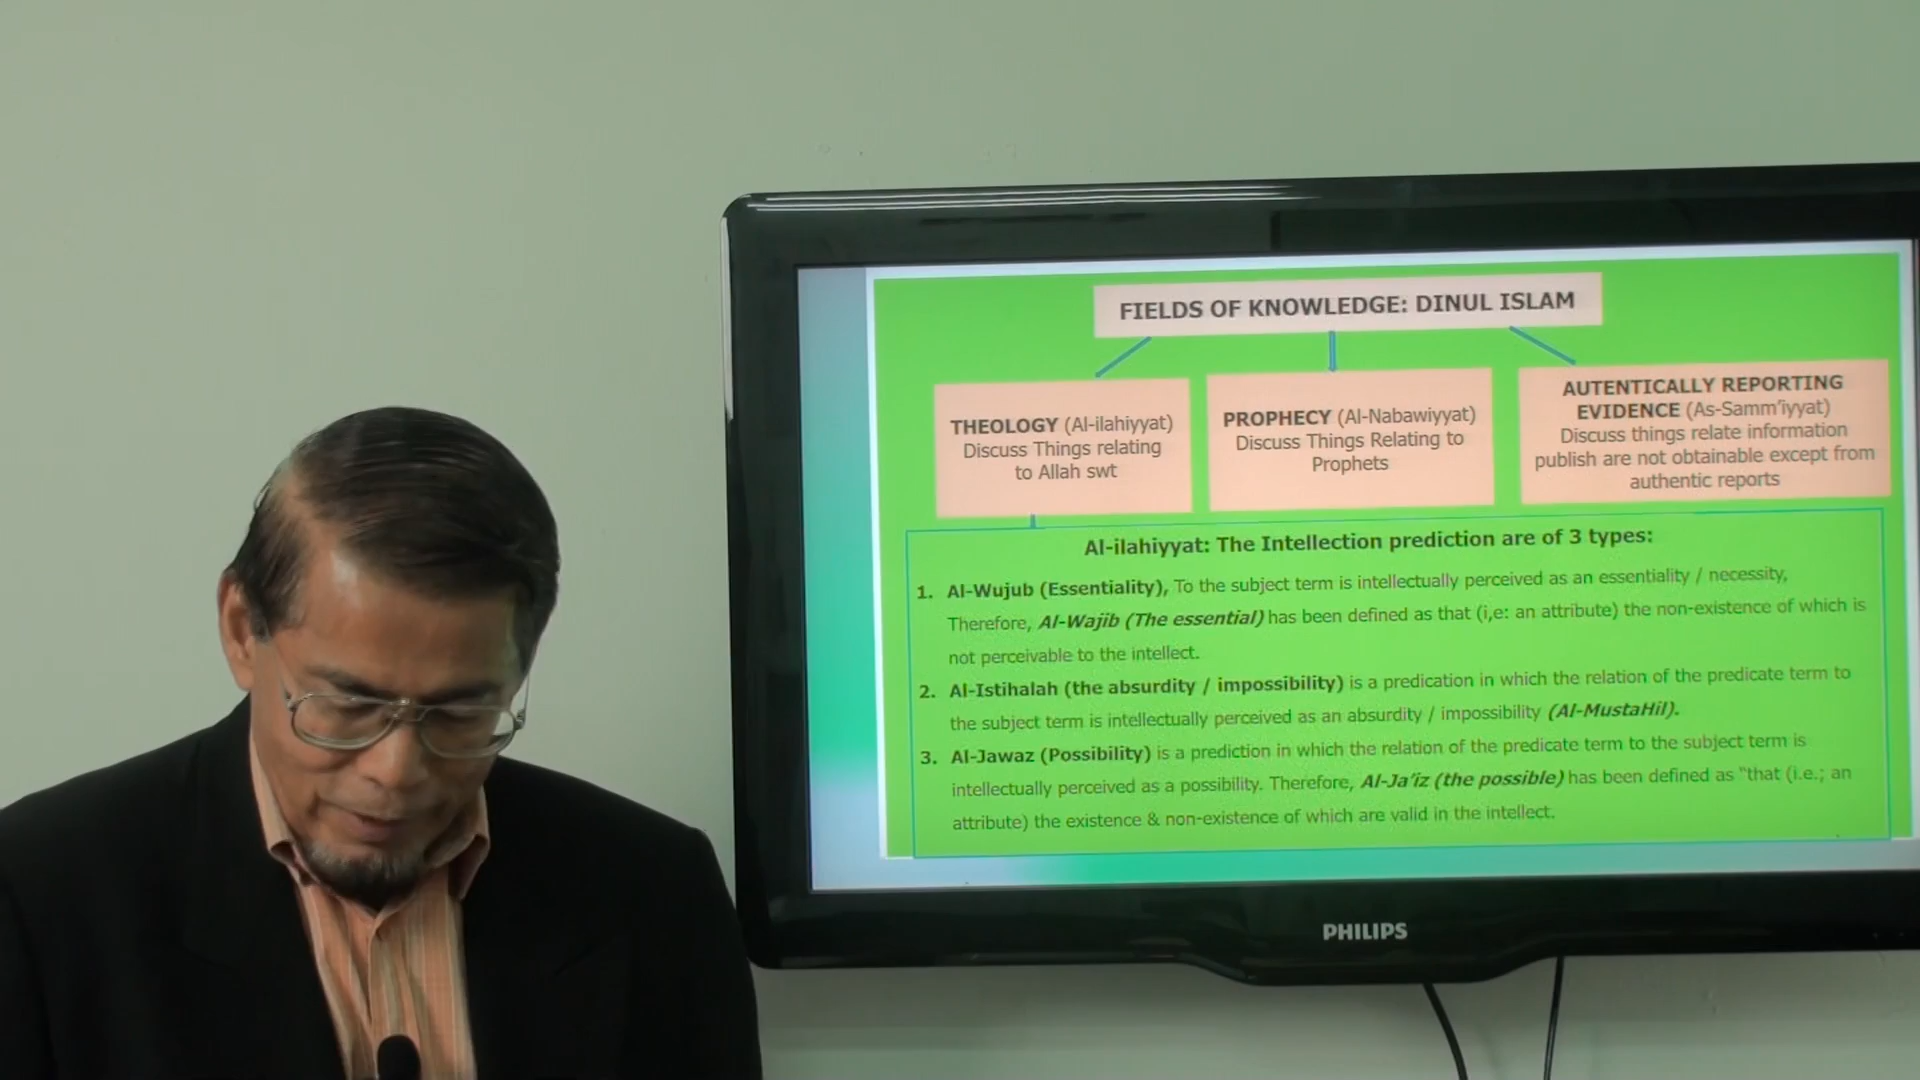 FIELDS OF KNOWLEDGE: DINUL ISLAM
THEOLOGY (Al-ilahiyyat)
Discuss Things relating
to Allah swt
PROPHECY (Al-Nabawiyyat)
Discuss Things Relating to
Prophets
AUTENTICALLY REPORTING
EVIDENCE (As-Samm'iyyat)
Discuss things relate information
publish are not obtainable except from
authentic reports
Al-ilahiyyat: The Intellection prediction are of 3 types:
1. Al-Wujub (Essentiality), To the subject term is intellectually perceived as an essentiality / necessity,
Therefore, Al-Wajib (The essential) has been defined as that (i,e: an attribute) the non-existence of which is
not perceivable to the intellect.
2. Al-Istihalah (the absurdity / impossibility) is a predication in which the relation of the predicate term to
the subject term is intellectually perceived as an absurdity / impossibility (Al-MustaHil).
3. Al-Jawaz (Possibility) is a prediction in which the relation of the predicate term to the subject term is
intellectually perceived as a possibility. Therefore, Al-Ja'iz (the possible) has been defined as "that (i.e.; an
attribute) the existence & non-existence of which are valid in the intellect.
PHILIPS